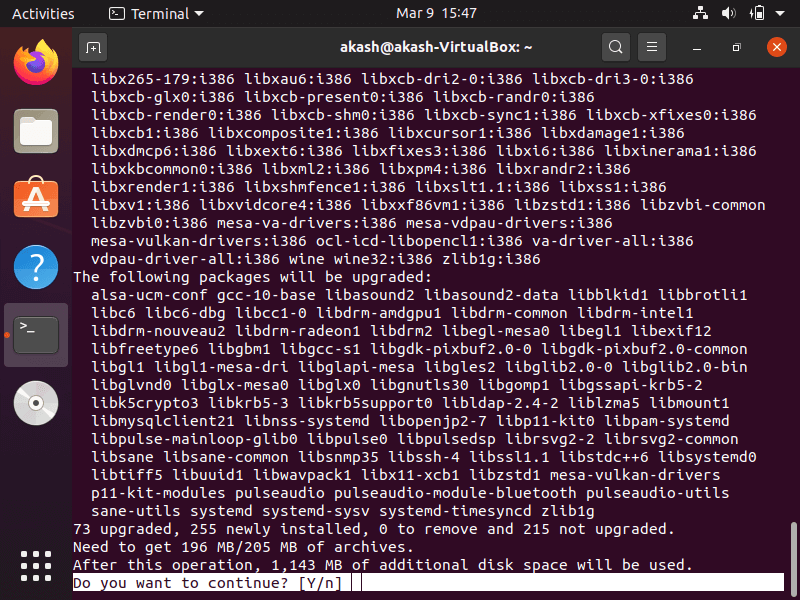 Activities Terminal Mar 9 15:47
akash@akash-VirtualBox: ~
libx265-179:i386 libxau6:i386 libxcb-dri2-0:i386 libxcb-dri3-0:i386
libxcb-glx0:i386 libxcb-present0:i386 libxcb-randr0:i386
libxcb-render0:i386 libxcb-shm0:i386 libxcb-sync1:i386 libxcb-xfixes0:i386
libxcb1:i386 libxcomposite1:i386 libxcursor1:i386 libxdamage1:i386
libxdmcp6:i386 libxext6:i386 libxfixes3:i386 libxi6:i386 libxinerama1:i386
libxkbcommon0:i386 libxml2:i386 libxpm4:i386 libxrandr2:i386
libxrender1:i386 libxshmfence1:i386 libxslt1.1:i386 libxss1:i386
libxv1:i386 libxvidcore4:i386 libxxf86vm1:i386 libzstd1:i386 libzvbi-common
libzvbi0:i386 mesa-va-drivers:i386 mesa-vdpau-drivers:i386
mesa-vulkan-drivers:i386 ocl-icd-libopencl1:i386 va-driver-all:i386
vdpau-driver-all:i386 wine wine32:i386 zlib1g:i386
The following packages will be upgraded:
alsa-ucm-conf gcc-10-base libasound2 libasound2-data libblkid1 libbrotli1
libc6 libc6-dbg libcc1-0 libdrm-amdgpu1 libdrm-common libdrm-intel1
libdrm-nouveau2 libdrm-radeon1 libdrm2 libegl-mesa0 libegl1 libexif12
libfreetype6 libgbm1 libgcc-s1 libgdk-pixbuf2.0-0 libgdk-pixbuf2.0-common
libgl1 libgl1-mesa-dri libglapi-mesa libgles2 libglib2.0-0 libglib2.0-bin
libglvnd0 libglx-mesa0 libglx0 libgnutls30 libgomp1 libgssapi-krb5-2
libk5crypto3 libkrb5-3 libkrb5support0 libldap-2.4-2 liblzma5 libmount1
libmysqlclient21 libnss-systemd libopenjp2-7 libp11-kit0 libpam-systemd
libpulse-mainloop-glib0 libpulse0 libpulsedsp librsvg2-2 librsvg2-common
libsane libsane-common libsnmp35 libssh-4 libssl1.1 libstdc++6 libsystemd0
libtiff5 libuuid1 libwavpack1 libx11-xcb1 libzstd1 mesa-vulkan-drivers
p11-kit-modules pulseaudio pulseaudio-module-bluetooth pulseaudio-utils
sane-utils systemd systemd-sysv systemd-timesyncd zlib1g
73 upgraded, 255 newly installed, 0 to remove and 215 not upgraded.
Need to get 196 MB/205 MB of archives.
After this operation, 1,143 MB of additional disk space will be used.
Do you want to continue? [Y/n]